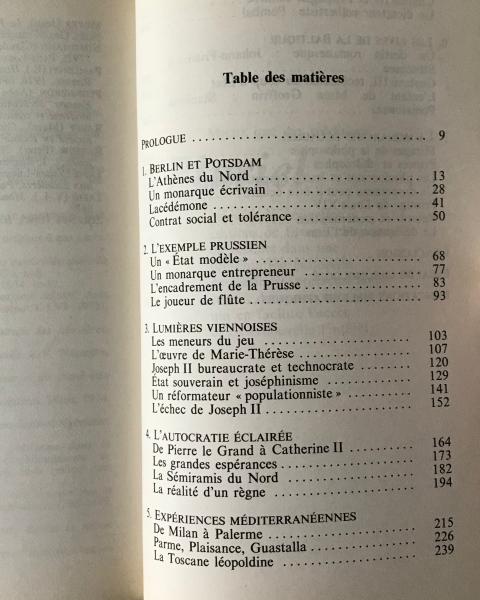 Table des matières
PROLOGUE ........................ 9
1. BERLIN ET POTSDAM
L'Athènes du Nord ........................ 13
Un monarque écrivain ........................ 28
Lacédémone ........................ 41
Contrat social et tolérance ........................ 50
2. L'EXEMPLE PRUSSIEN
Un « État modèle » ........................ 68
Un monarque entrepreneur ........................ 77
L'encadrement de la Prusse ........................ 83
Le joueur de flûte ........................ 93
3. LUMIÈRES VIENNOISES
Les meneurs du jeu ........................ 103
L'œuvre de Marie-Thérèse ........................ 107
Joseph II bureaucrate et technocrate ........................ 120
État souverain et joséphinisme ........................ 129
Un réformateur « populationniste » ........................ 141
L'échec de Joseph II ........................ 152
4. L'AUTOCRATIE ÉCLAIRÉE
De Pierre le Grand à Catherine II ........................ 164
Les grandes espérances ........................ 173
La Sémiramis du Nord ........................ 182
La réalité d'un règne ........................ 194
5. EXPÉRIENCES MÉDITERRANÉENNES
De Milan à Palerme ........................ 215
Parme, Plaisance, Guastalla ........................ 226
La Toscane léopoldine ........................ 239